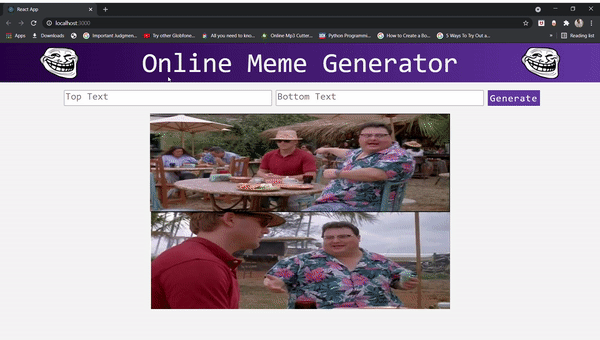 React App
localhost:3000
Apps Download Important Judgmen... Try other Globfone... All you need to kno... Online Mp3 Cutter... Python Programmi... How to Create a Bo... 5 Ways To Try Out a... » Reading list
Online Meme Generator
Top Text Bottom Text Generate